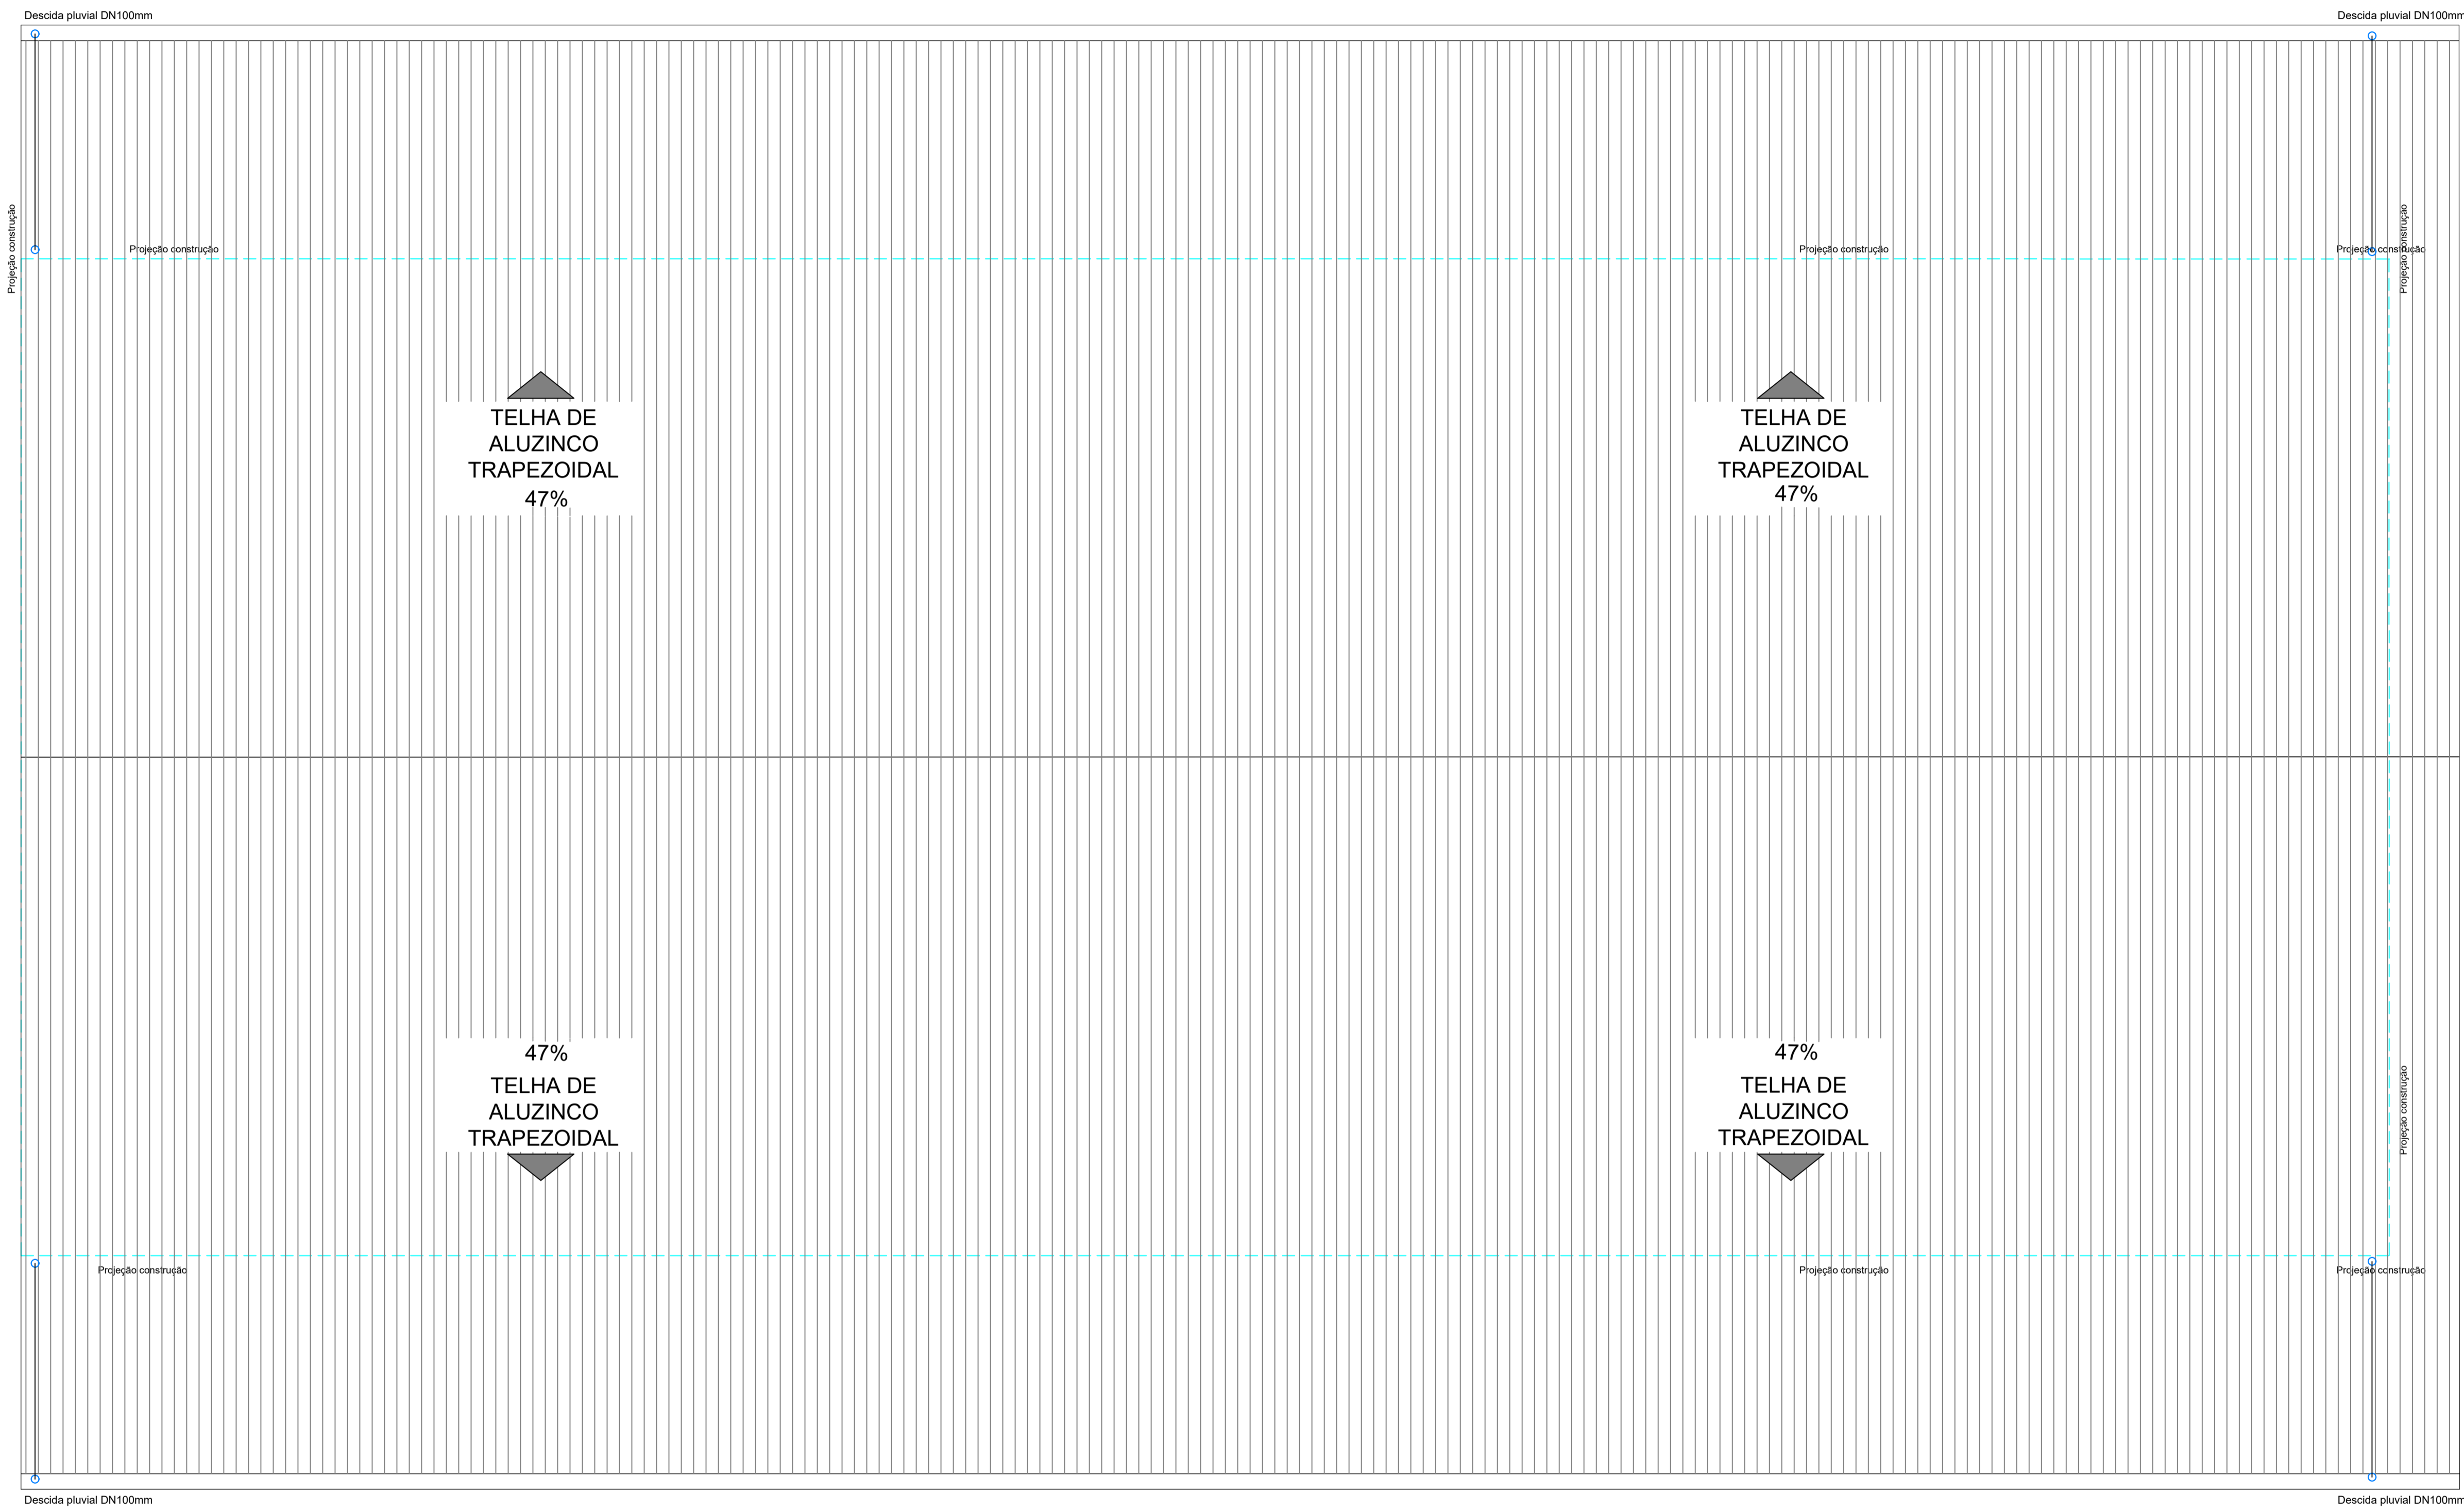 Descida pluvial DN100mm
Descida pluvial DN100mm
Projeção construção
Projeção construção
Projeção construção
Projeção construção
Projeção construção
TELHA DE
ALUZINCO
TRAPEZOIDAL
47%
TELHA DE
ALUZINCO
TRAPEZOIDAL
47%
47%
TELHA DE
ALUZINCO
TRAPEZOIDAL
47%
TELHA DE
ALUZINCO
TRAPEZOIDAL
Projeção construção
Projeção construção
Projeção construção
Projeção construção
Descida pluvial DN100mm
Descida pluvial DN100mm